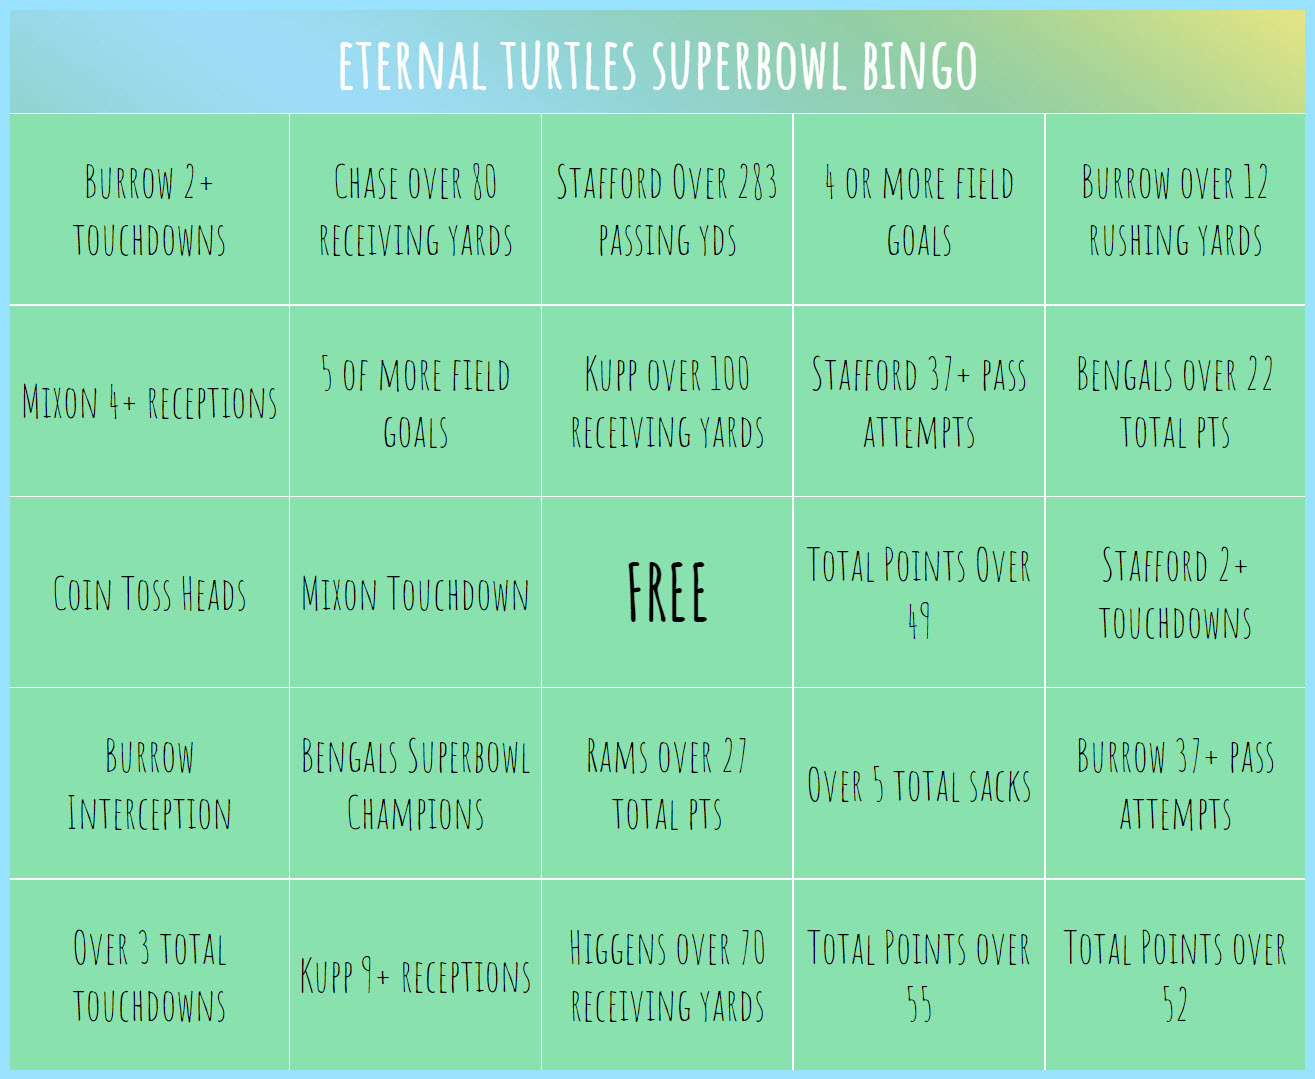 ETERNAL TURTLES SUPERBOWL BINGO
Burrow 2+
touchdowns
Chase over 80
receiving yards
Stafford Over 283
passing yds
4 or more field
goals
Burrow over 12
rushing yards
Mixon 4+ receptions
5 of more field
goals
Kupp over 100
receiving yards
Stafford 37+ pass
attempts
Bengals over 22
total pts
Coin Toss Heads
Mixon Touchdown
FREE
Total Points Over
49
Stafford 2+
touchdowns
Burrow
Interception
Bengals Superbowl
Champions
Rams over 27
total pts
Over 5 total sacks
Burrow 37+ pass
attempts
Over 3 total
touchdowns
Kupp 9+ receptions
Higgens over 70
receiving yards
Total Points over
55
Total Points over
52